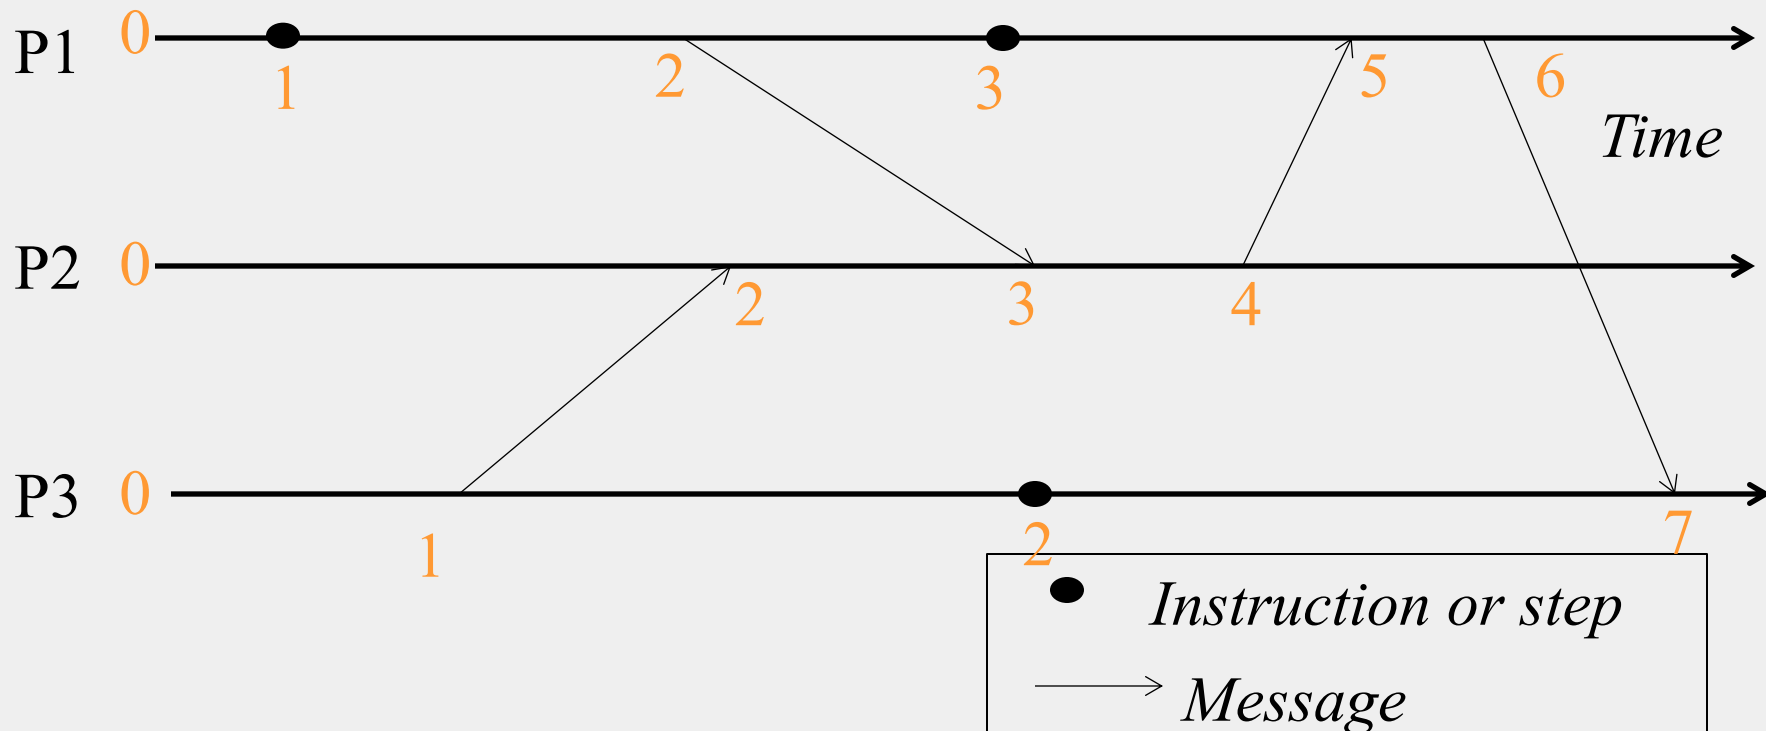 P1 0
1 2 3 5 6
Time
P2 0
2 3 4
P3 0
1 2 7
Instruction or step
Message